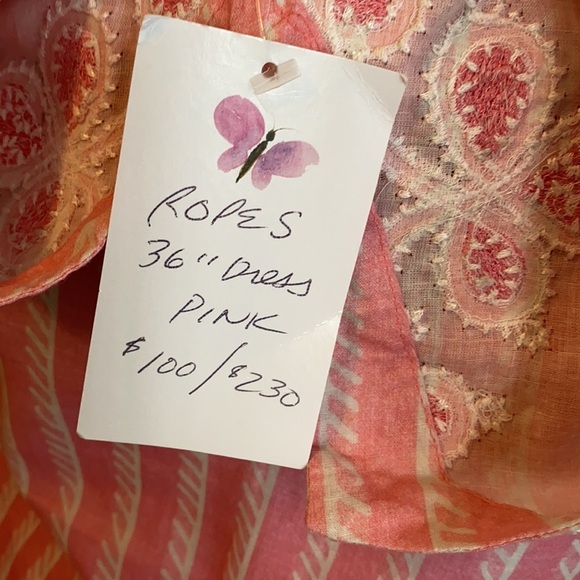 ROPES
36" Dress
PINK
$100/$230